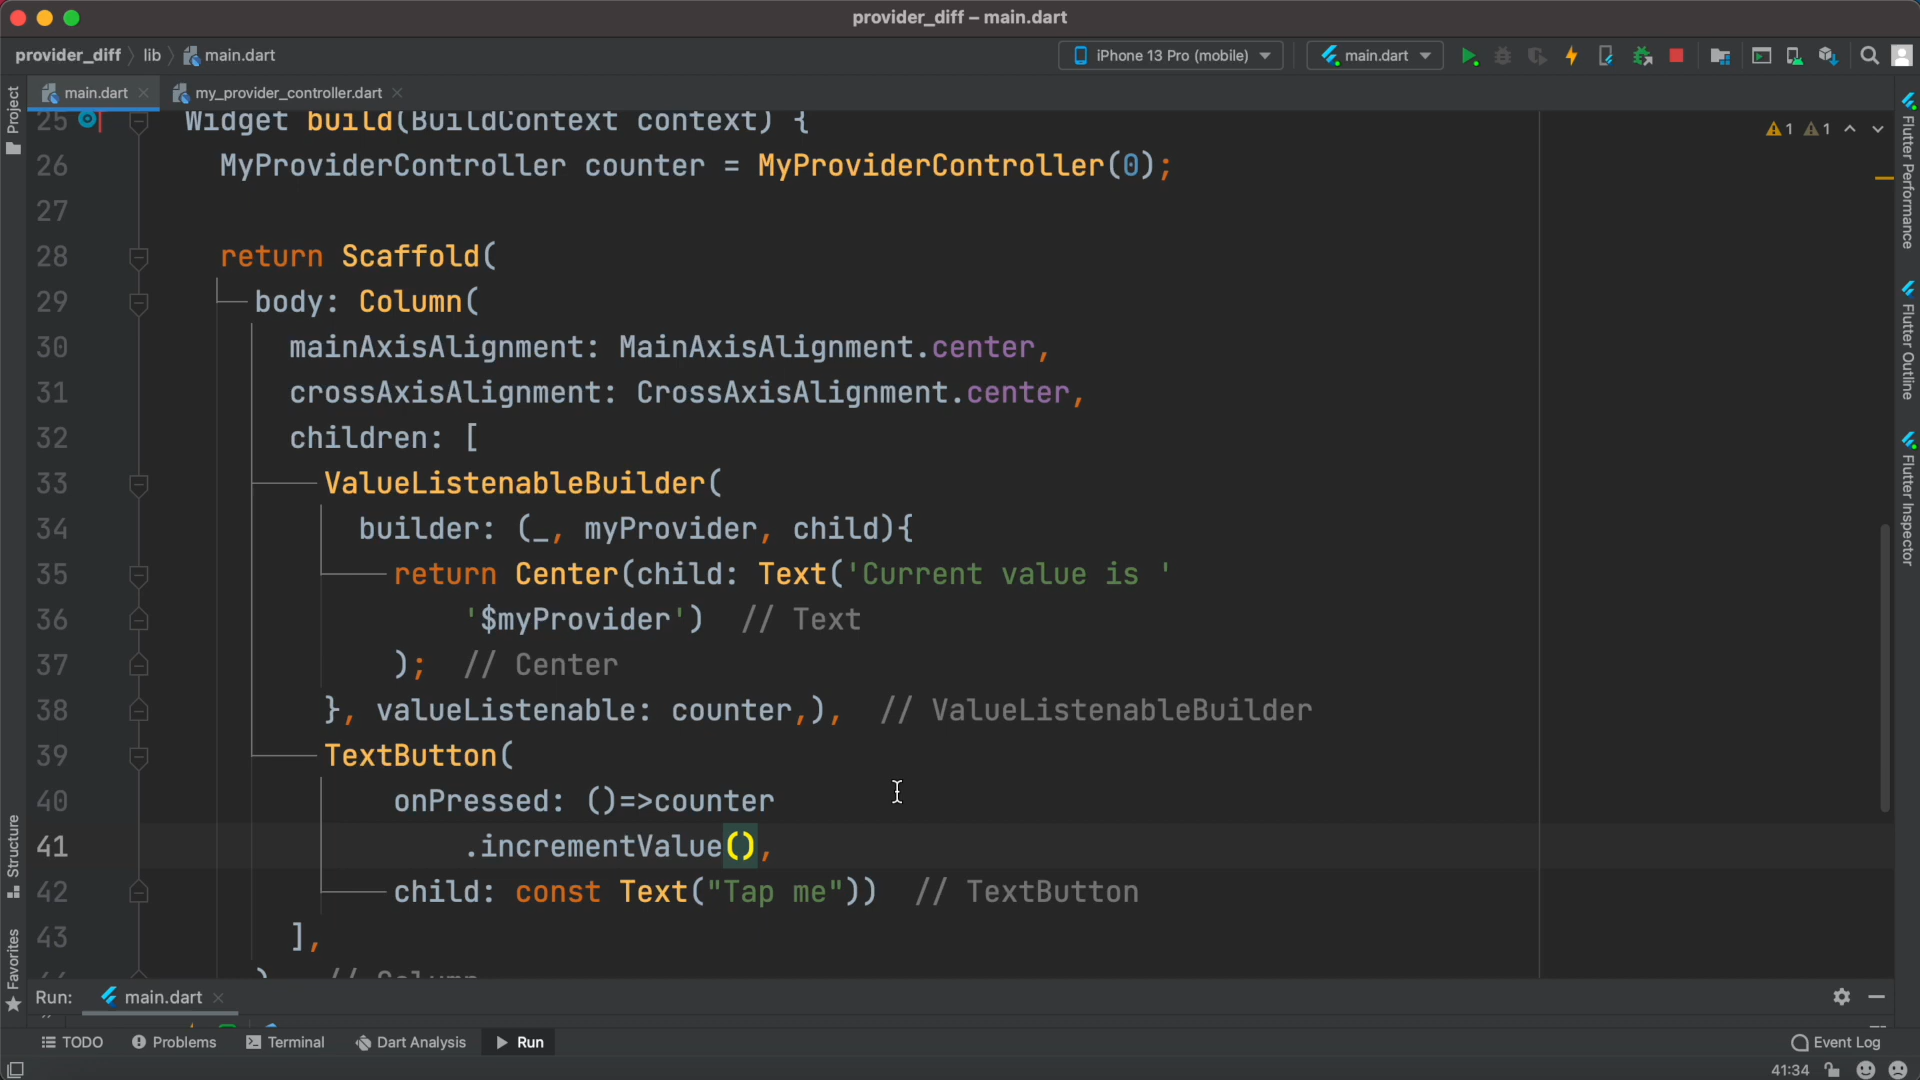 provider_diff – main.dart
provider_diff lib main.dart
iPhone 13 Pro (mobile) main.dart
main.dart my_provider_controller.dart
Project
25 Widget build(BuildContext context) {
1 1
26 MyProviderController counter = MyProviderController(0);
27
28 return Scaffold(
29 body: Column(
30 mainAxisAlignment: MainAxisAlignment.center,
31 crossAxisAlignment: CrossAxisAlignment.center,
32 children: [
33 ValueListenableBuilder(
34 builder: (_, myProvider, child){
35 return Center(child: Text('Current value is '
36 '$myProvider') // Text
37 ); // Center
38 }, valueListenable: counter,), // ValueListenableBuilder
39 TextButton(
40 onPressed: ()=>counter
41 .incrementValue(),
42 child: const Text("Tap me")) // TextButton
43 ],
44 ) // Column
Flutter Performance
Flutter Outline
Flutter Inspector
Structure
Favorites
Run: main.dart
TODO Problems Terminal Dart Analysis Run Event Log
41:34